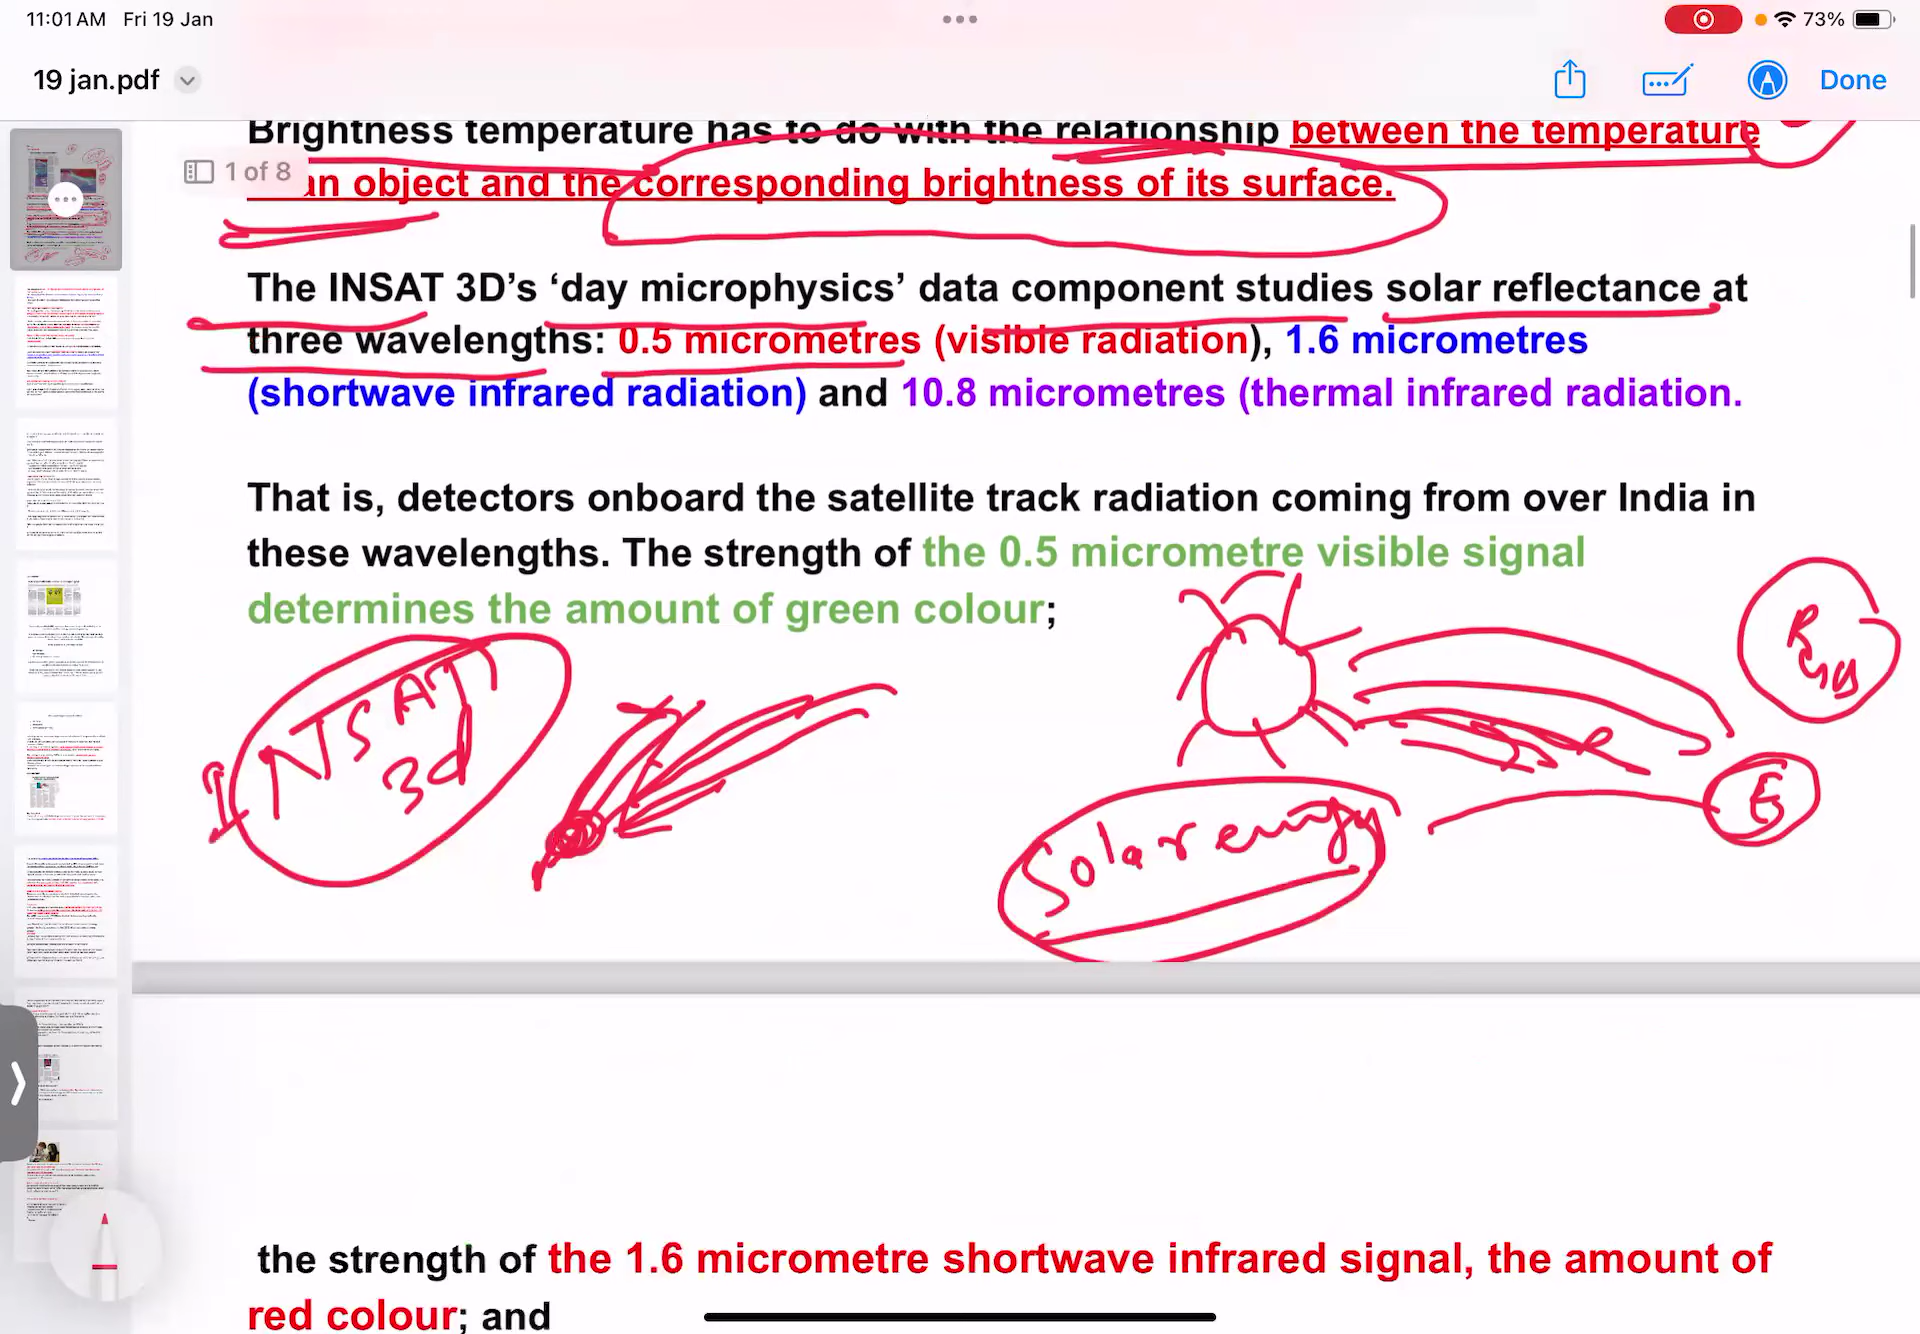 11:01 AM Fri 19 Jan
73%
19 jan.pdf
Done
Brightness temperature has to do with the relationship between the temperature
1 of 8
an object and the corresponding brightness of its surface.
The INSAT 3D’s ‘day microphysics’ data component studies solar reflectance at
three wavelengths: 0.5 micrometres (visible radiation), 1.6 micrometres
(shortwave infrared radiation) and 10.8 micrometres (thermal infrared radiation.
That is, detectors onboard the satellite track radiation coming from over India in
these wavelengths. The strength of the 0.5 micrometre visible signal
determines the amount of green colour;
INSAT
3d
E
Solar energy
the strength of the 1.6 micrometre shortwave infrared signal, the amount of
red colour; and